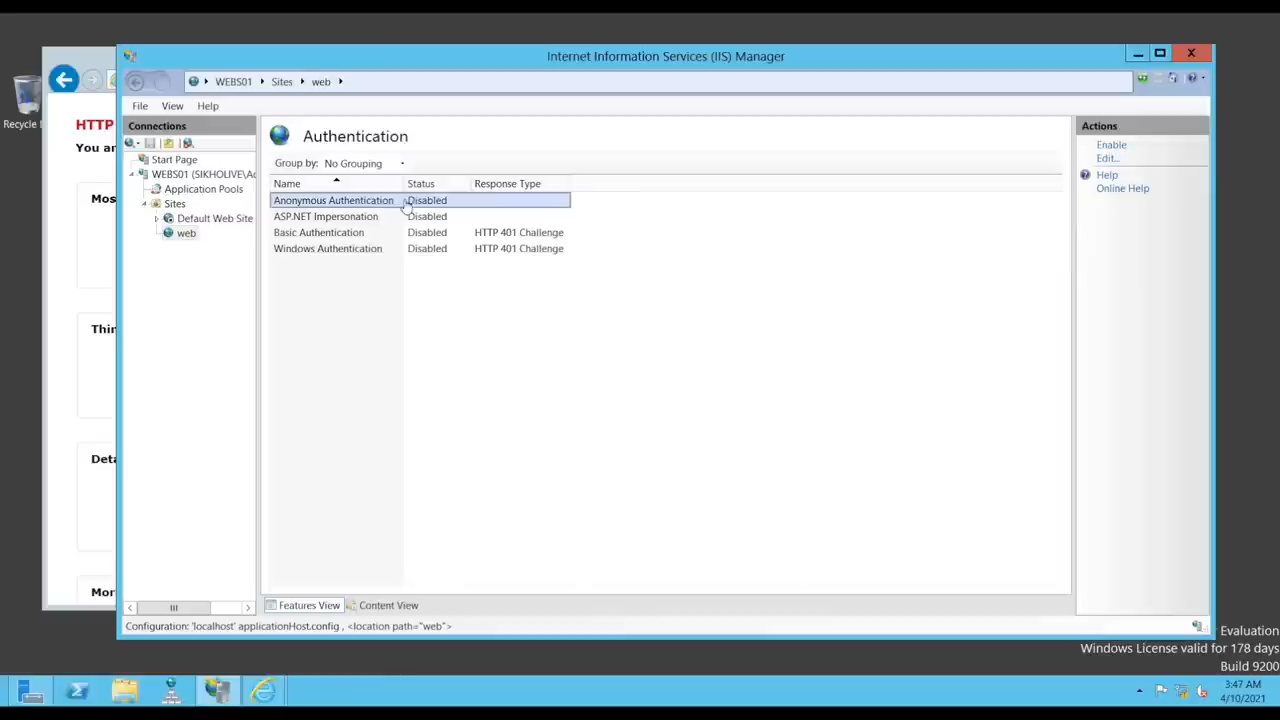 Internet Information Services (IIS) Manager
WEBS01 Sites web
File View Help
Recycle
HTTP
You ar
Mos
Thin
Deta
Mor
Connections
Start Page
WEBS01 (SIKHOLIVE\Ac
Application Pools
Sites
Default Web Site
web
Authentication
Group by: No Grouping
Name Status Response Type
Anonymous Authentication Disabled
ASP.NET Impersonation Disabled
Basic Authentication Disabled HTTP 401 Challenge
Windows Authentication Disabled HTTP 401 Challenge
Features View Content View
Actions
Enable
Edit...
Help
Online Help
Configuration: 'localhost' applicationHost.config , <location path="web">
Evaluation
Windows License valid for 178 days
Build 9200
3:47 AM
4/10/2021